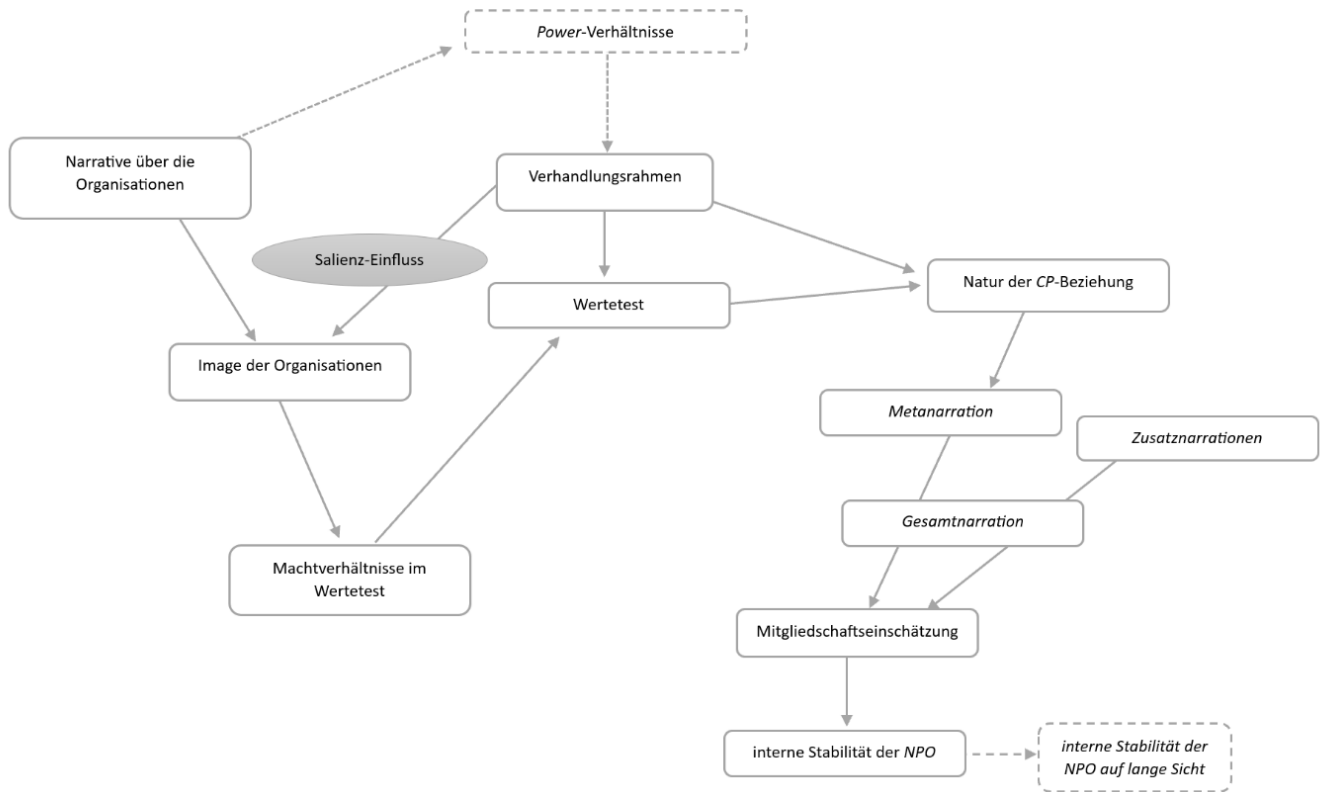 Power-Verhältnisse
Narrative über die
Organisationen
Verhandlungsrahmen
Salienz-Einfluss
Natur der CP-Beziehung
Wertetest
Image der Organisationen
Metanarration
Zusatznarrationen
Gesamtnarration
Machtverhältnisse im
Wertetest
Mitgliedschaftseinschätzung
interne Stabilität der NPO
interne Stabilität der
NPO auf lange Sicht